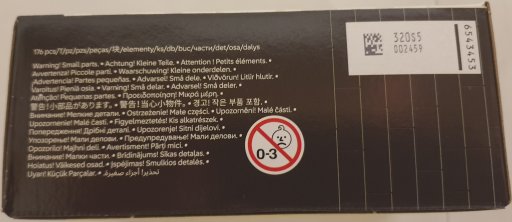 176 pcs/τ/pz/pzs/peças/块/elementy/ks/db/buc/части/det/osa/dalys
Warning! Small parts. • Achtung! Kleine Teile. • Attention ! Petits éléments. •
Avvertenza! Piccole parti. • Waarschuwing! Kleine onderdelen. •
Advertencia! Partes pequeñas. • Advarsel! Små dele. • Viðvörun! Litlir hlutir. •
Varoitus! Pieniä osia. • Varning! Små delar. • Advarsel! Små deler. •
Atenção! Pequenas partes. • Προειδοποίηση! Μικρά μέρη. •
警告!小部品があります。• 警告!当心小物件。• 경고! 작은 부품 포함. •
Внимание! Мелкие детали. • Ostrzeżenie! Małe części. • Upozornění! Malé části. •
Upozornenie! Malé časti. • Figyelmeztetés! Kis alkatrészek. •
Попередження! Дрібні деталі. • Upozorenje! Sitni dijelovi. •
Упозорење! Мали делови. • Предупреждување! Мали делови. •
Opozorilo! Majhni deli. • Avertisment! Părți mici. •
Внимание! Малки части. • Brīdinājums! Sīkas detaļas. •
Hoiatus! Väikesed osad. • Įspėjimas! Smulkios detalės. •
Uyarı! Küçük Parçalar. • تحذير! أجزاء صغيرة.
0-3
320S5
002459
6543453